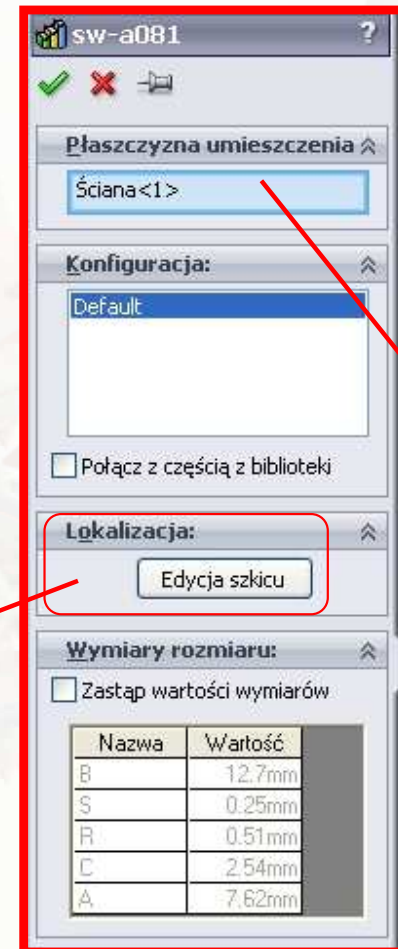 sw-a081 ?
Płaszczyzna umieszczenia
Ściana<1>
Konfiguracja:
Default
Połącz z częścią z biblioteki
Lokalizacja:
Edycja szkicu
Wymiary rozmiaru:
Zastąp wartości wymiarów
Nazwa Wartość
B 12.7mm
S 0.25mm
R 0.51mm
C 2.54mm
A 7.62mm